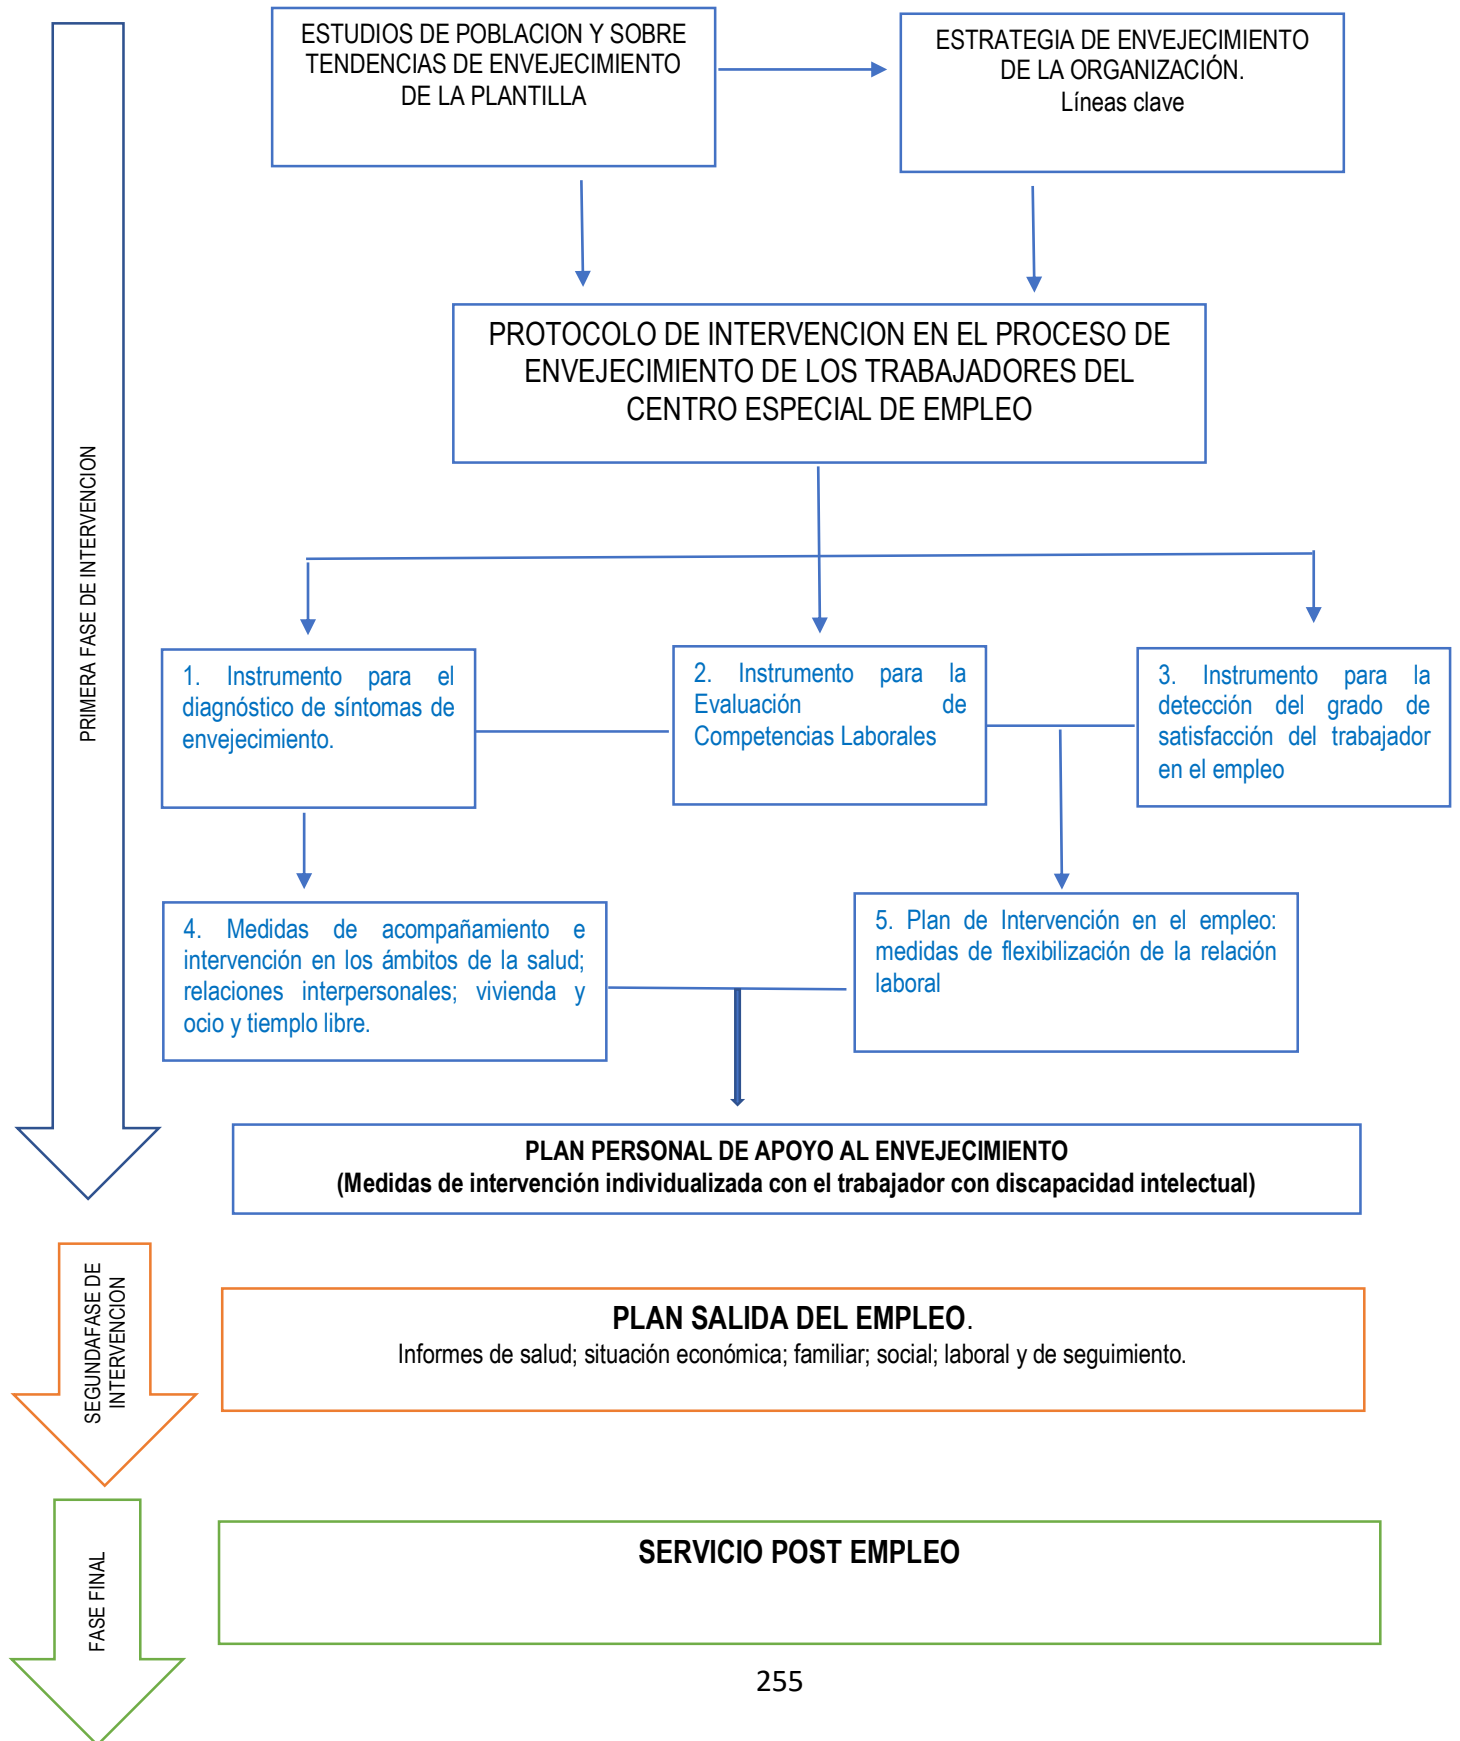 ESTUDIOS DE POBLACION Y SOBRE
TENDENCIAS DE ENVEJECIMIENTO
DE LA PLANTILLA
ESTRATEGIA DE ENVEJECIMIENTO
DE LA ORGANIZACIÓN.
Líneas clave
PROTOCOLO DE INTERVENCION EN EL PROCESO DE
ENVEJECIMIENTO DE LOS TRABAJADORES DEL
CENTRO ESPECIAL DE EMPLEO
PRIMERA FASE DE INTERVENCION
1. Instrumento para el
diagnóstico de síntomas de
envejecimiento.
2. Instrumento para la
Evaluación de
Competencias Laborales
3. Instrumento para la
detección del grado de
satisfacción del trabajador
en el empleo
4. Medidas de acompañamiento e
intervención en los ámbitos de la salud;
relaciones interpersonales; vivienda y
ocio y tiemplo libre.
5. Plan de Intervención en el empleo:
medidas de flexibilización de la relación
laboral
PLAN PERSONAL DE APOYO AL ENVEJECIMIENTO
(Medidas de intervención individualizada con el trabajador con discapacidad intelectual)
SEGUNDAFASE DE
INTERVENCION
PLAN SALIDA DEL EMPLEO.
Informes de salud; situación económica; familiar; social; laboral y de seguimiento.
FASE FINAL
SERVICIO POST EMPLEO
255